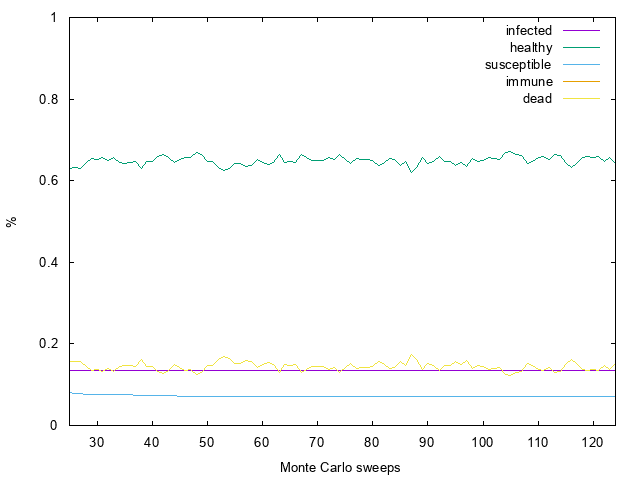 1
0.8
0.6
0.4
0.2
0
%
infected
healthy
susceptible
immune
dead
30 40 50 60 70 80 90 100 110 120
Monte Carlo sweeps